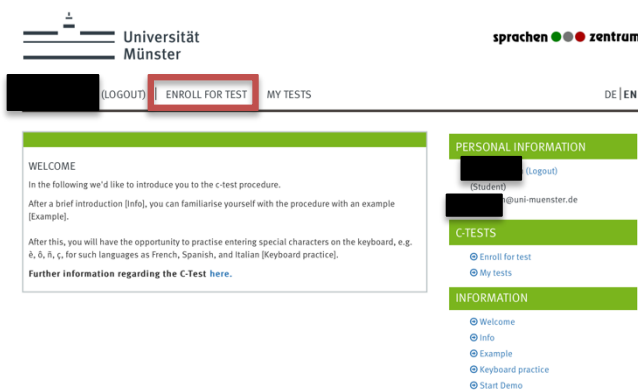 Universität
Münster
sprachen zentrum
(LOGOUT) | ENROLL FOR TEST MY TESTS DE|EN
WELCOME
In the following we'd like to introduce you to the c-test procedure.
After a brief introduction [Info], you can familiarise yourself with the procedure with an example
[Example].
After this, you will have the opportunity to practise entering special characters on the keyboard, e.g.
è, ô, ñ, ç, for such languages as French, Spanish, and Italian [Keyboard practice].
Further information regarding the C-Test here.
PERSONAL INFORMATION
(Logout)
(Student)
@uni-muenster.de
C-TESTS
Enroll for test
My tests
INFORMATION
Welcome
Info
Example
Keyboard practice
Start Demo